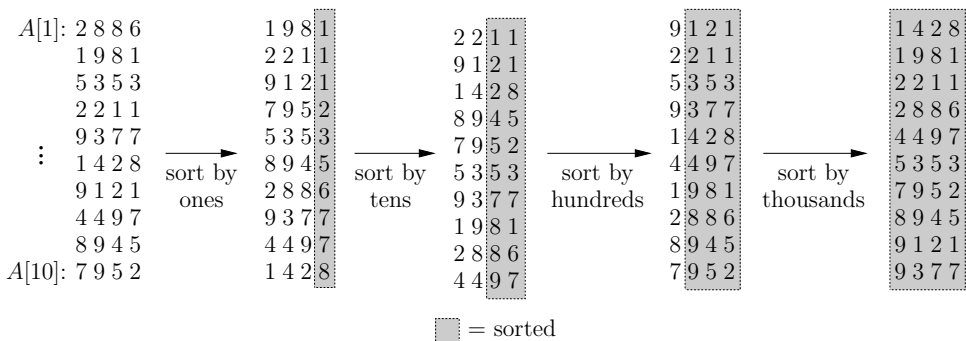 A[1]: 2 8 8 6
1 9 8 1
5 3 5 3
2 2 1 1
9 3 7 7
⋮
1 4 2 8
9 1 2 1
4 4 9 7
8 9 4 5
A[10]: 7 9 5 2
sort by
ones
1 9 8 1
2 2 1 1
9 1 2 1
7 9 5 2
5 3 5 3
8 9 4 5
2 8 8 6
9 3 7 7
4 4 9 7
1 4 2 8
sort by
tens
2 2 1 1
9 1 2 1
1 4 2 8
8 9 4 5
7 9 5 2
5 3 5 3
9 3 7 7
1 9 8 1
2 8 8 6
4 4 9 7
sort by
hundreds
9 1 2 1
2 2 1 1
5 3 5 3
9 3 7 7
1 4 2 8
4 4 9 7
1 9 8 1
2 8 8 6
8 9 4 5
7 9 5 2
sort by
thousands
1 4 2 8
1 9 8 1
2 2 1 1
2 8 8 6
4 4 9 7
5 3 5 3
7 9 5 2
8 9 4 5
9 1 2 1
9 3 7 7
= sorted